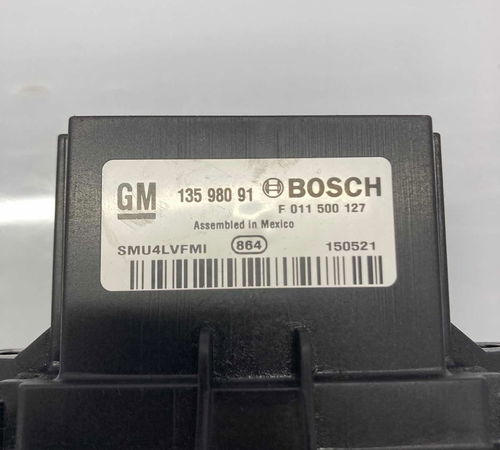 GM 135 980 91 BOSCH
F 011 500 127
Assembled in Mexico
SMU4LVFMI 864 150521